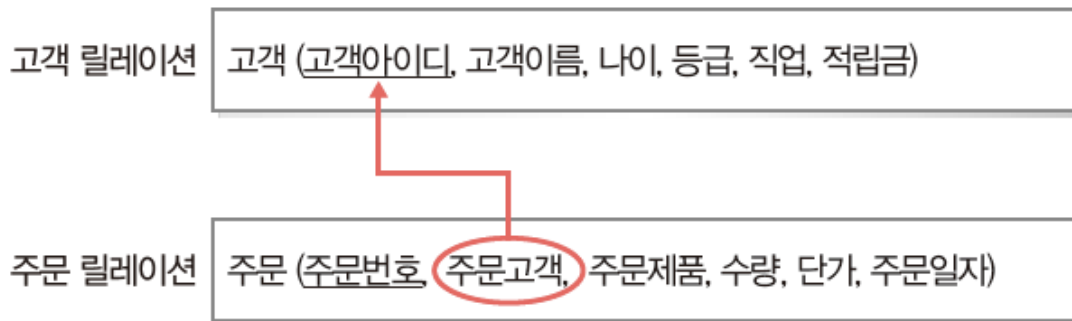 고객 릴레이션 고객 (고객아이디, 고객이름, 나이, 등급, 직업, 적립금)
주문 릴레이션 주문 (주문번호, 주문고객, 주문제품, 수량, 단가, 주문일자)